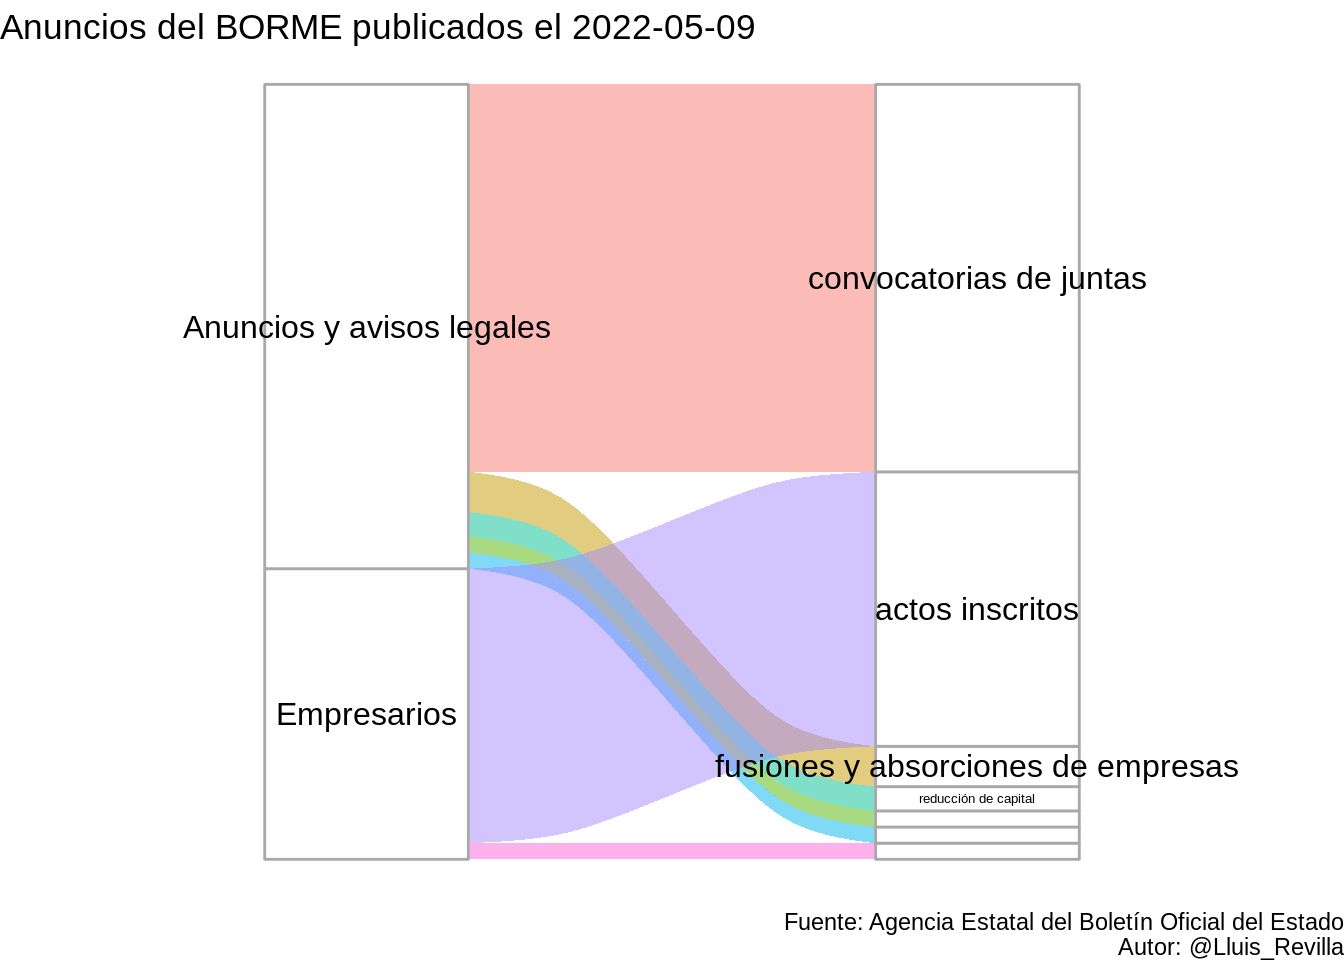 Anuncios del BORME publicados el 2022-05-09
convocatorias de juntas
Anuncios y avisos legales
actos inscritos
Empresarios
fusiones y absorciones de empresas
reducción de capital
Fuente: Agencia Estatal del Boletín Oficial del Estado
Autor: @Lluis_Revilla